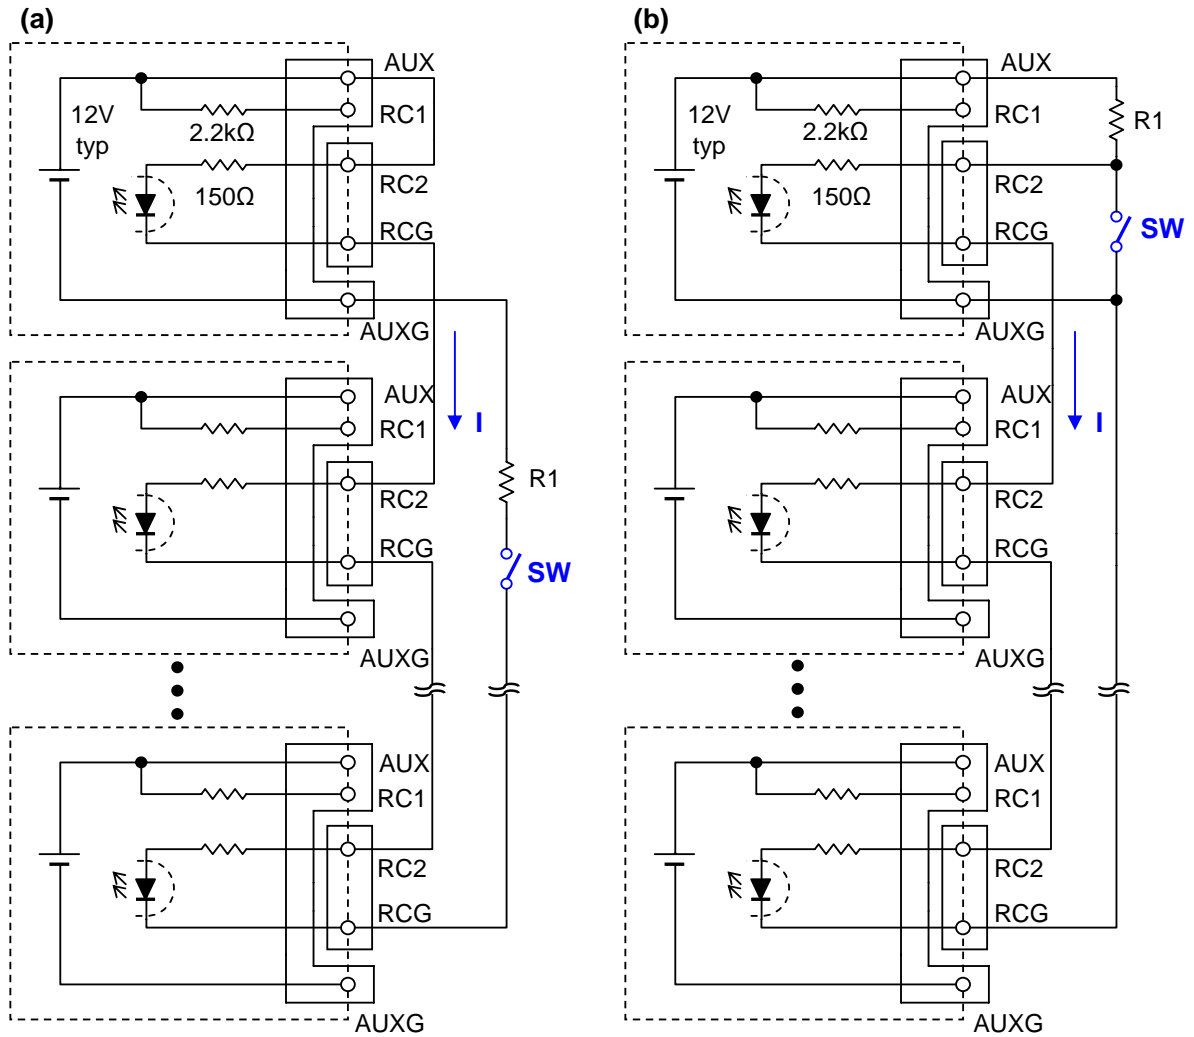 (a)
AUX
RC1
12V
typ
2.2kΩ
150Ω
RC2
RCG
AUXG
I
AUX
RC1
RC2
RCG
R1
SW
AUXG
AUX
RC1
RC2
RCG
AUXG
(b)
AUX
RC1
R1
12V
typ
2.2kΩ
150Ω
RC2
SW
RCG
AUXG
I
AUX
RC1
RC2
RCG
AUXG
AUX
RC1
RC2
RCG
AUXG